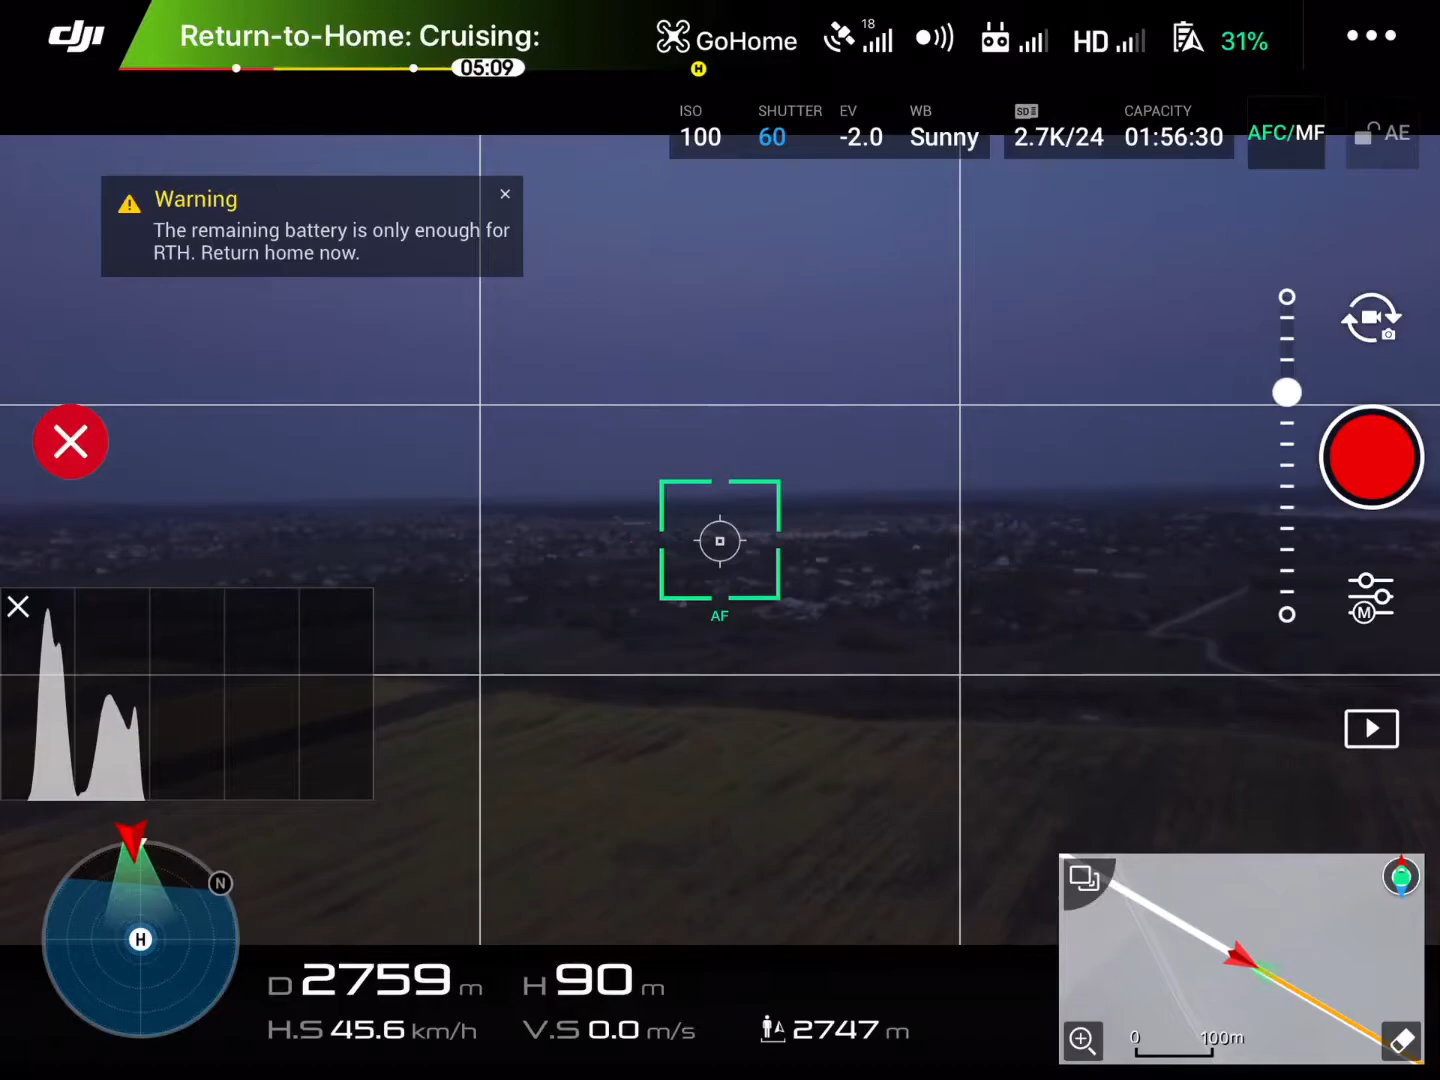 dji
Return-to-Home: Cruising:
05:09
GoHome
H
18
HD
31%
ISO
100
SHUTTER
60
EV
-2.0
WB
Sunny
SD
2.7K/24
CAPACITY
01:56:30
AFC/MF
AE
Warning
The remaining battery is only enough for
RTH. Return home now.
AF
M
N
H
D 2759 m
H 90 m
H.S 45.6 km/h
V.S 0.0 m/s
2747 m
0
100m